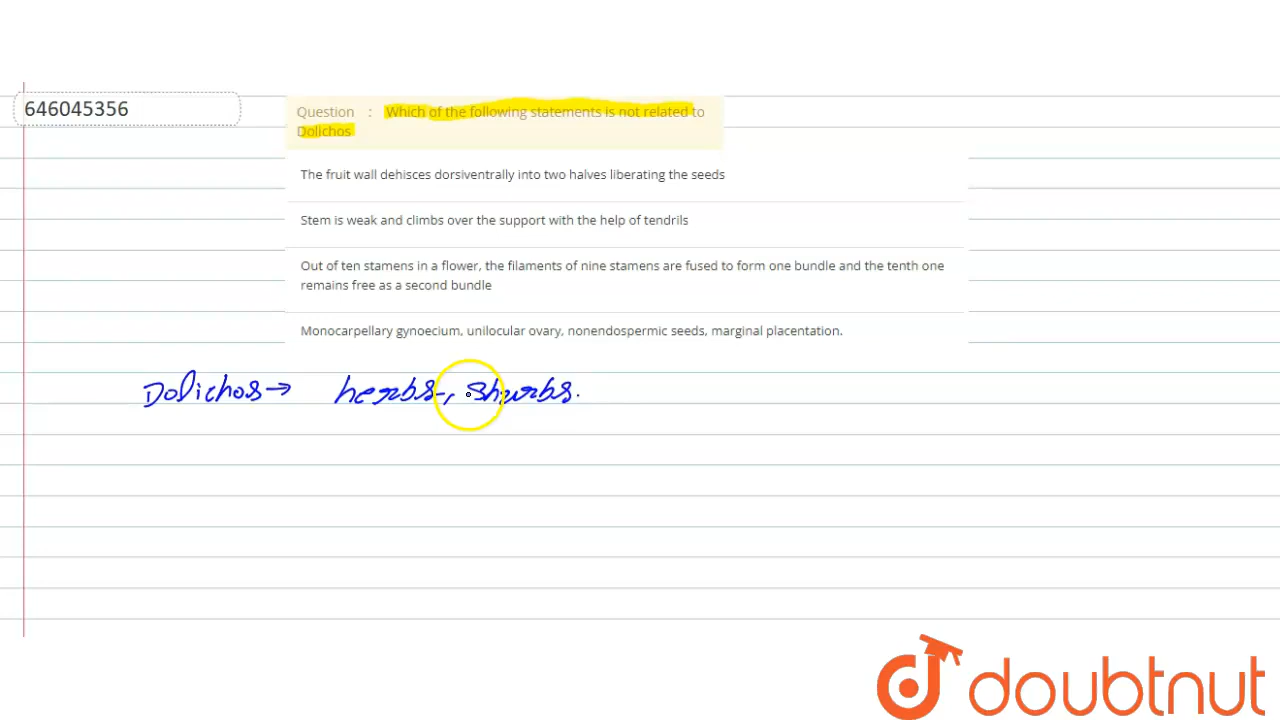 646045356
Question : Which of the following statements is not related to
Dolichos
The fruit wall dehisces dorsiventrally into two halves liberating the seeds
Stem is weak and climbs over the support with the help of tendrils
Out of ten stamens in a flower, the filaments of nine stamens are fused to form one bundle and the tenth one
remains free as a second bundle
Monocarpellary gynoecium, unilocular ovary, nonendospermic seeds, marginal placentation.
Dolichos → herbs, shurbs.
doubtnut